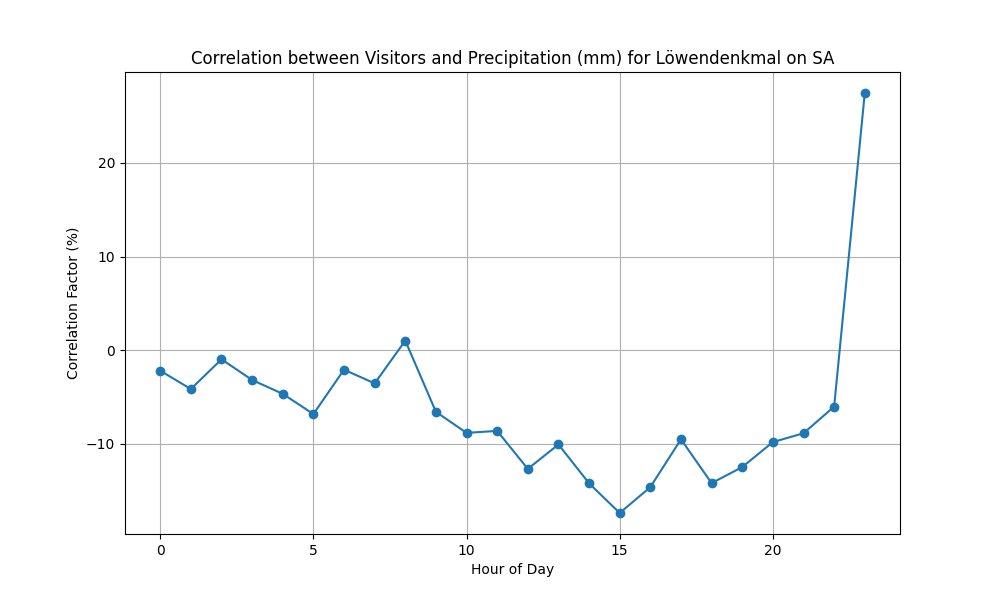 Correlation between Visitors and Precipitation (mm) for Löwendenkmal on SA
Correlation Factor (%)
20
10
0
−10
0 5 10 15 20
Hour of Day